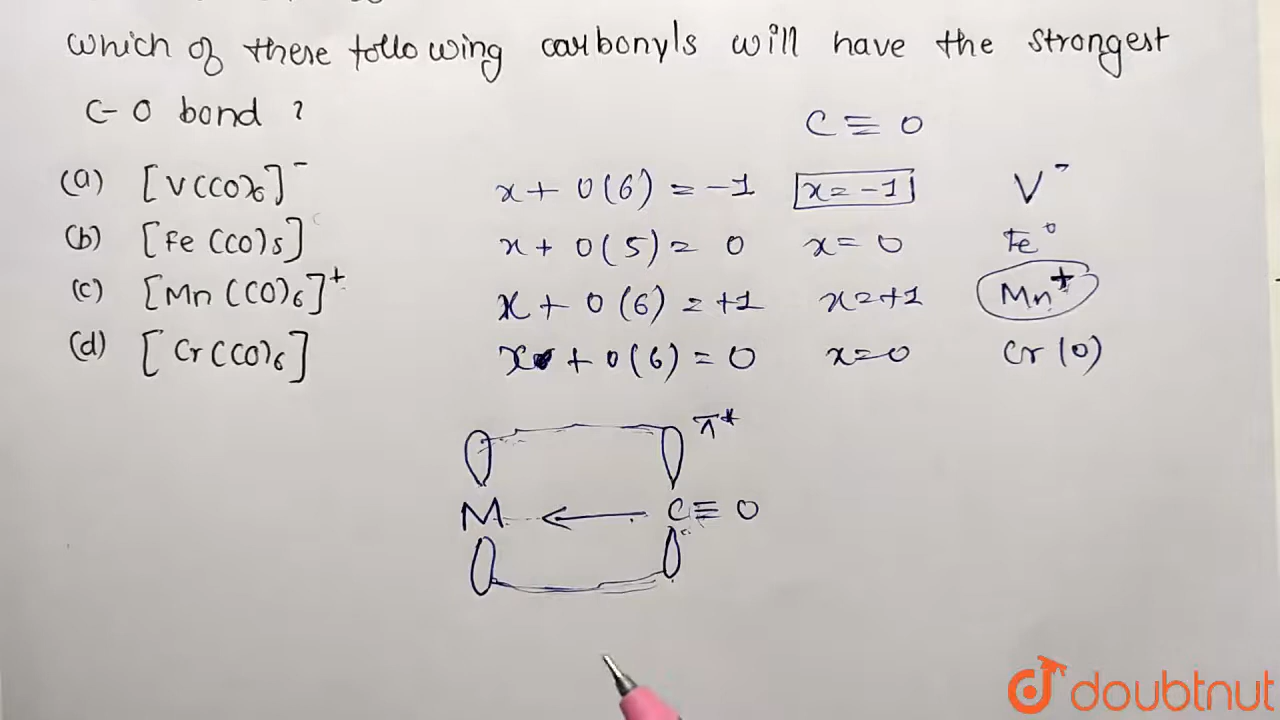 which of these following carbonyls will have the strongest
C-O bond ?
C≡O
(a) [V(CO)6]⁻ x + 0(6) = -1 x = -1 V⁻
(b) [Fe(CO)5] x + 0(5) = 0 x = 0 Fe⁰
(c) [Mn(CO)6]⁺ x + 0(6) = +1 x = +1 Mn⁺
(d) [Cr(CO)6] x + 0(6) = 0 x = 0 Cr(0)
π*
M ← C≡O
doubtnut